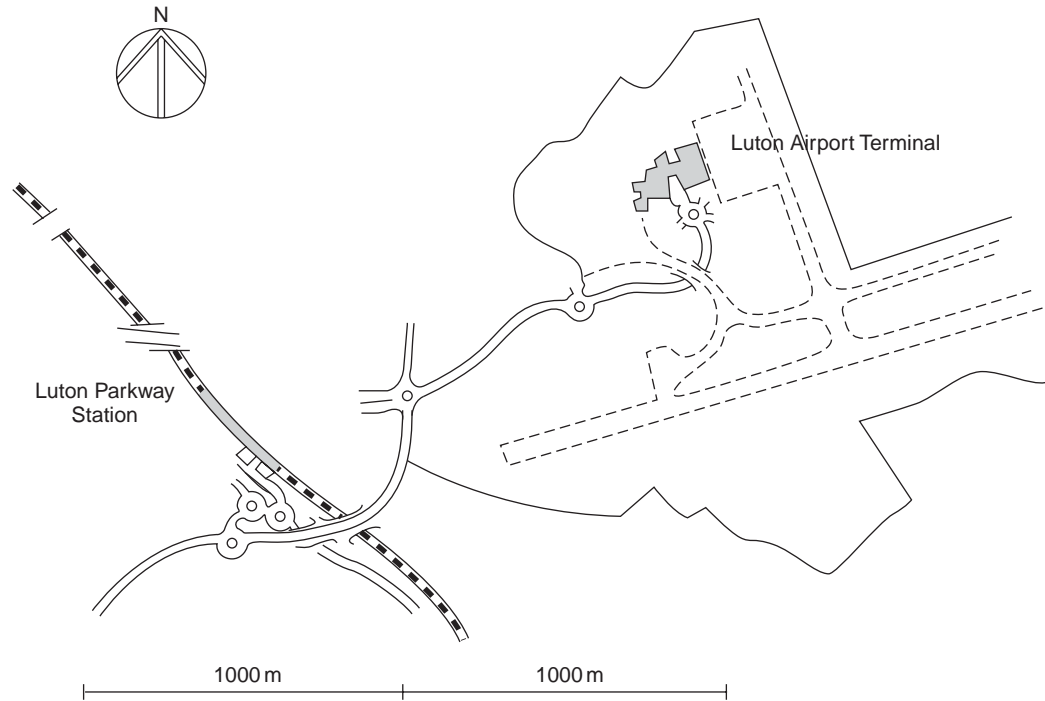 N
Luton Airport Terminal
Luton Parkway
Station
1000 m
1000 m